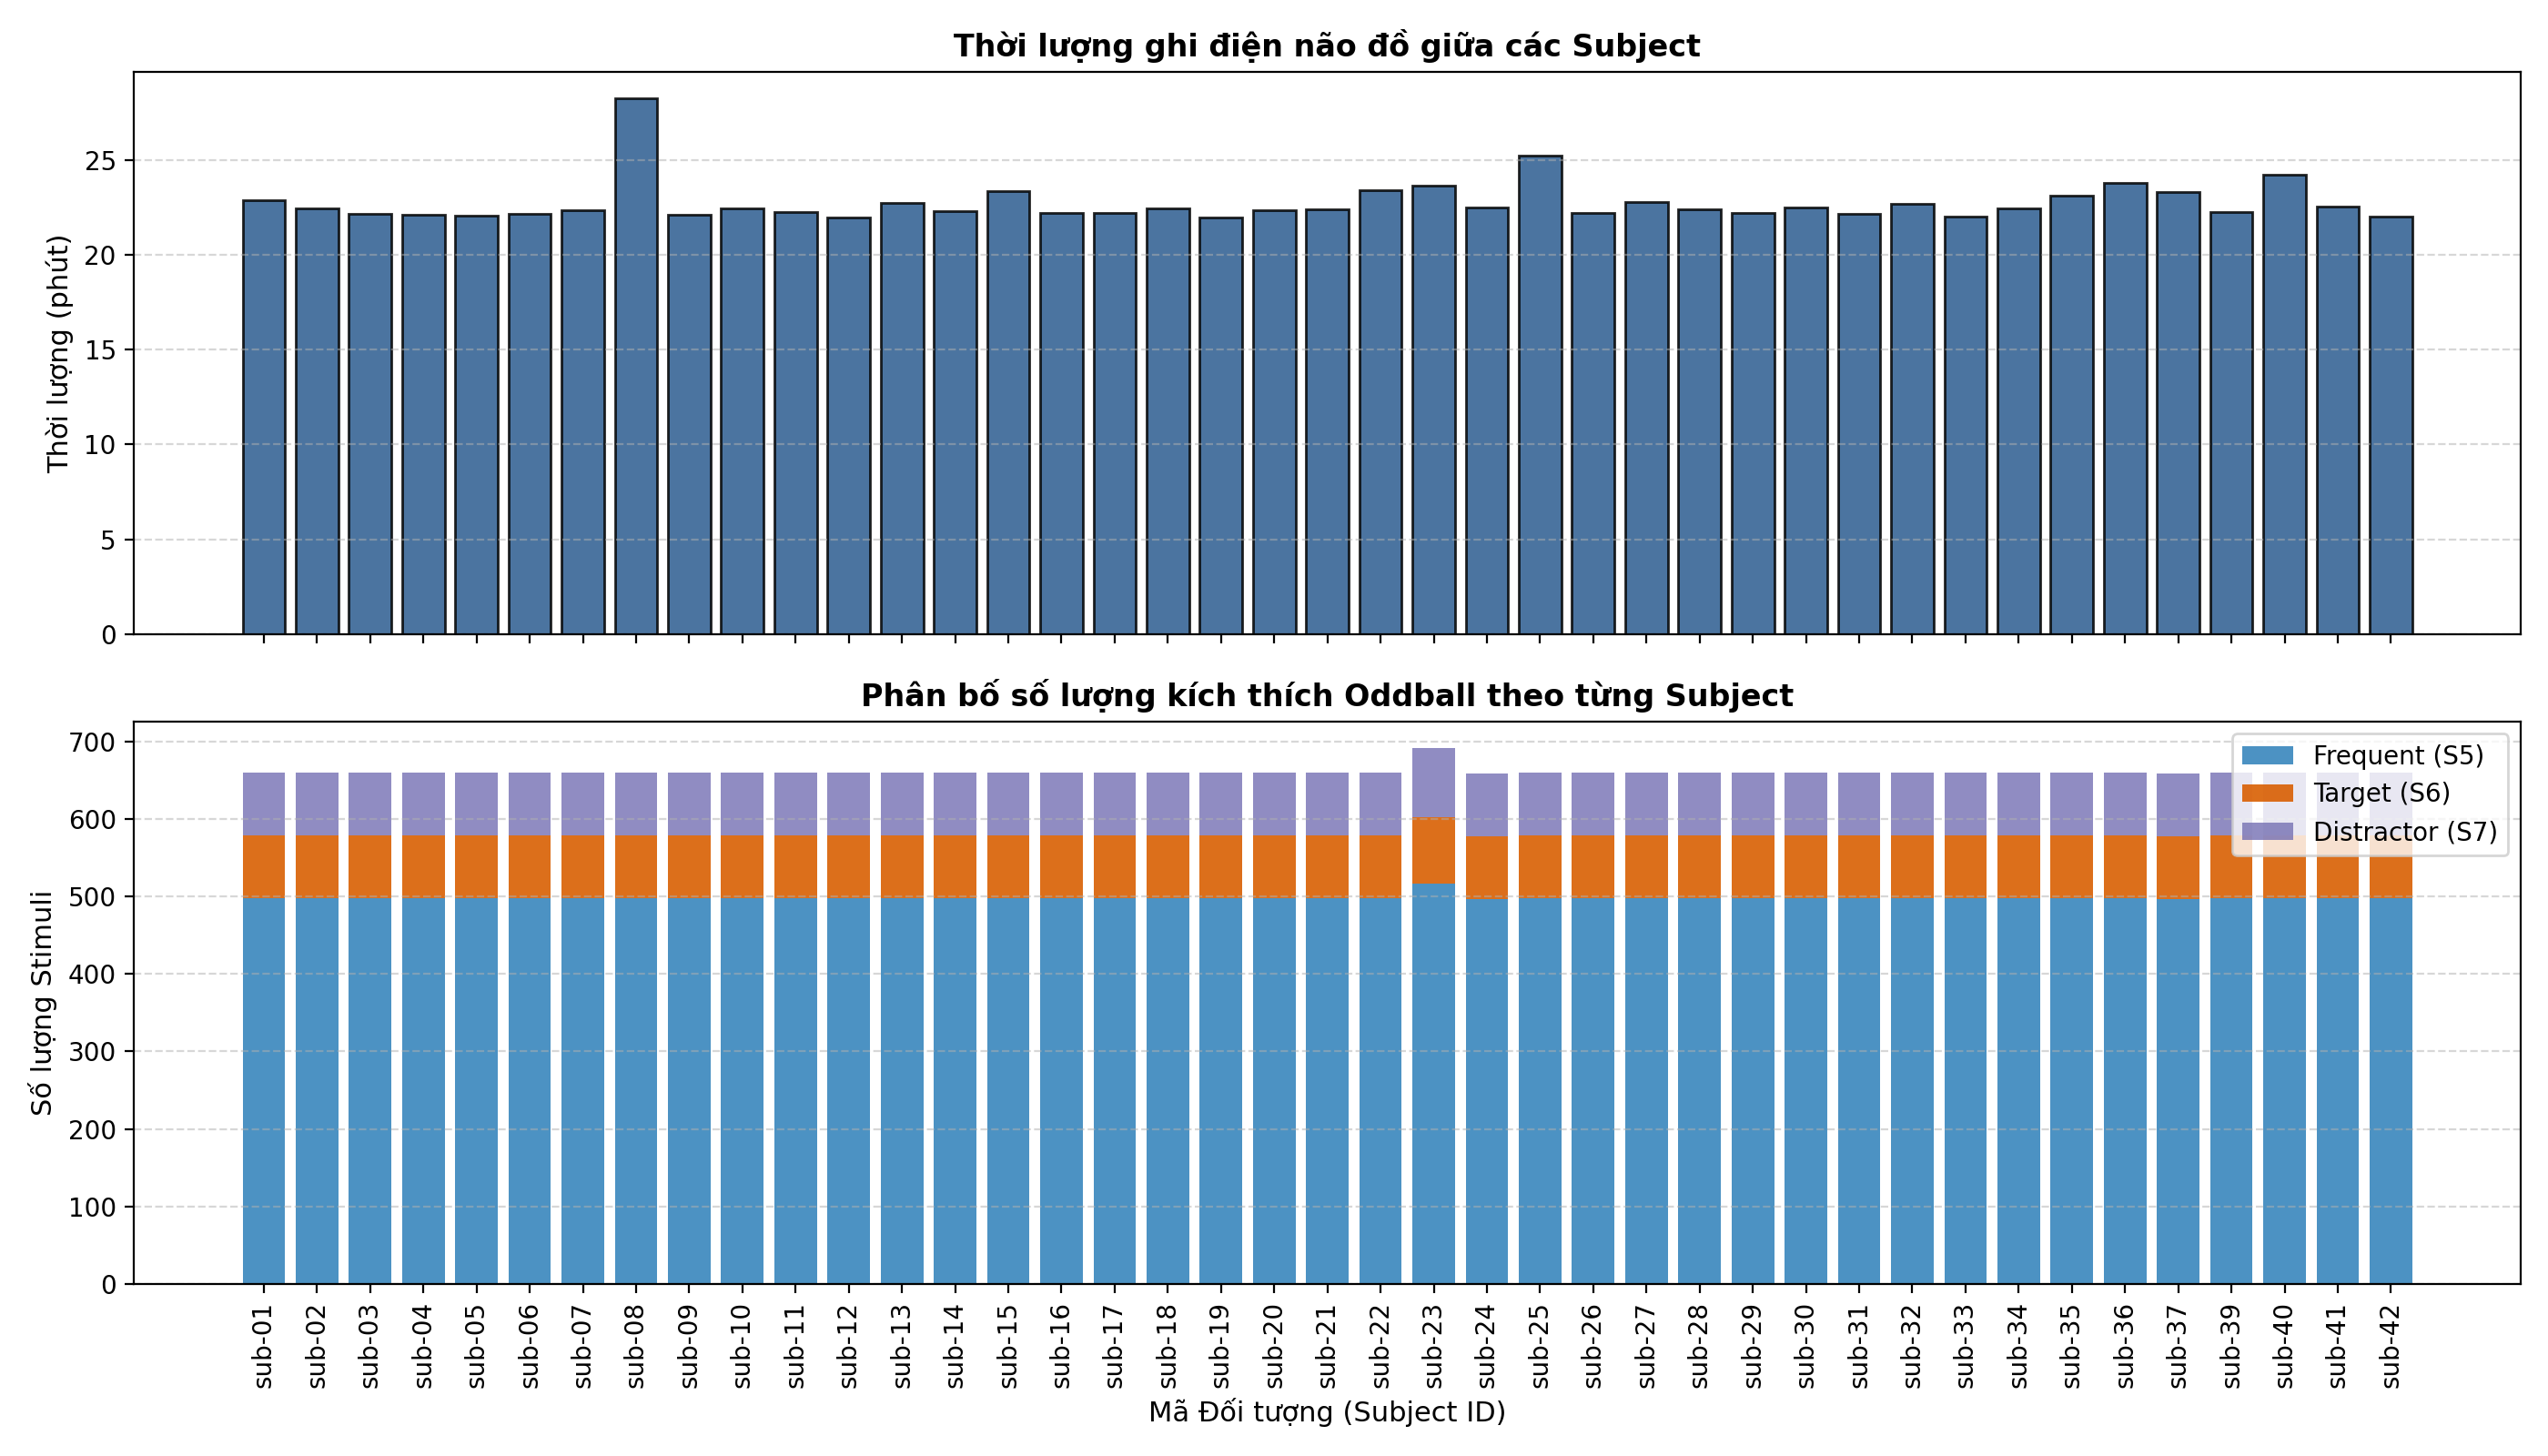 Thời lượng ghi điện não đồ giữa các Subject
Thời lượng (phút)
25
20
15
10
5
0
Phân bố số lượng kích thích Oddball theo từng Subject
Số lượng Stimuli
700
600
500
400
300
200
100
0
Frequent (S5)
Target (S6)
Distractor (S7)
sub-01
sub-02
sub-03
sub-04
sub-05
sub-06
sub-07
sub-08
sub-09
sub-10
sub-11
sub-12
sub-13
sub-14
sub-15
sub-16
sub-17
sub-18
sub-19
sub-20
sub-21
sub-22
sub-23
sub-24
sub-25
sub-26
sub-27
sub-28
sub-29
sub-30
sub-31
sub-32
sub-33
sub-34
sub-35
sub-36
sub-37
sub-39
sub-40
sub-41
sub-42
Mã Đối tượng (Subject ID)